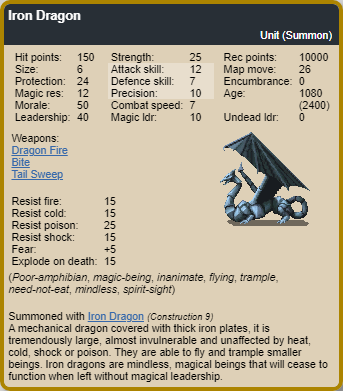 Iron Dragon
Unit (Summon)
Hit points: 150 Strength: 25 Rec points: 10000
Size: 6 Attack skill: 12 Map move: 26
Protection: 24 Defence skill: 7 Encumbrance: 0
Magic res: 12 Precision: 10 Age: 1080
Morale: 50 Combat speed: 7 (2400)
Leadership: 40 Magic ldr: 10 Undead ldr: 0
Weapons:
Dragon Fire
Bite
Tail Sweep
Resist fire: 15
Resist cold: 15
Resist poison: 25
Resist shock: 15
Fear: +5
Explode on death: 15
(Poor-amphibian, magic-being, inanimate, flying, trample,
need-not-eat, mindless, spirit-sight)
Summoned with Iron Dragon (Construction 9)
A mechanical dragon covered with thick iron plates, it is
tremendously large, almost invulnerable and unaffected by heat,
cold, shock or poison. They are able to fly and trample smaller
beings. Iron dragons are mindless, magical beings that will cease to
function when left without magical leadership.